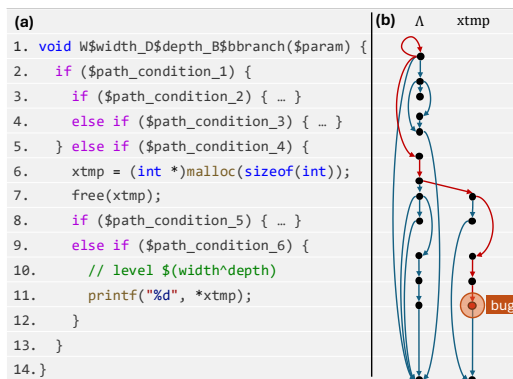 (a)
1. void W$width_D$depth_B$bbranch($param) {
2. if ($path_condition_1) {
3. if ($path_condition_2) { … }
4. else if ($path_condition_3) { … }
5. } else if ($path_condition_4) {
6. xtmp = (int *)malloc(sizeof(int));
7. free(xtmp);
8. if ($path_condition_5) { … }
9. else if ($path_condition_6) {
10. // level $(width^depth)
11. printf("%d", *xtmp);
12. }
13. }
14. }
(b) Λ xtmp
bug